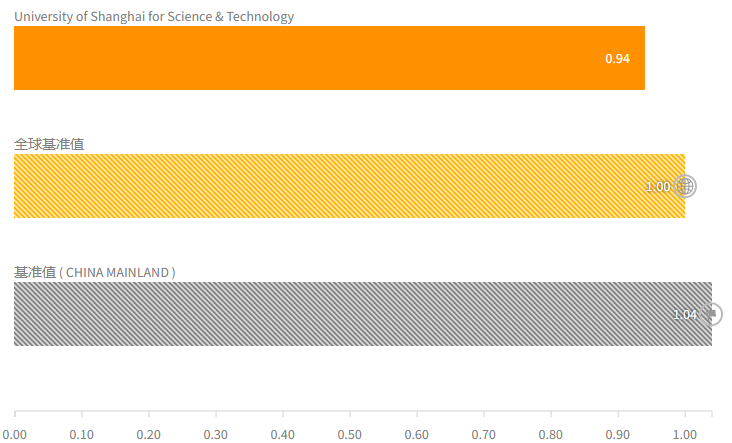 University of Shanghai for Science & Technology
0.94
全球基准值
1.00
基准值 ( CHINA MAINLAND )
1.04
0.00 0.10 0.20 0.30 0.40 0.50 0.60 0.70 0.80 0.90 1.00